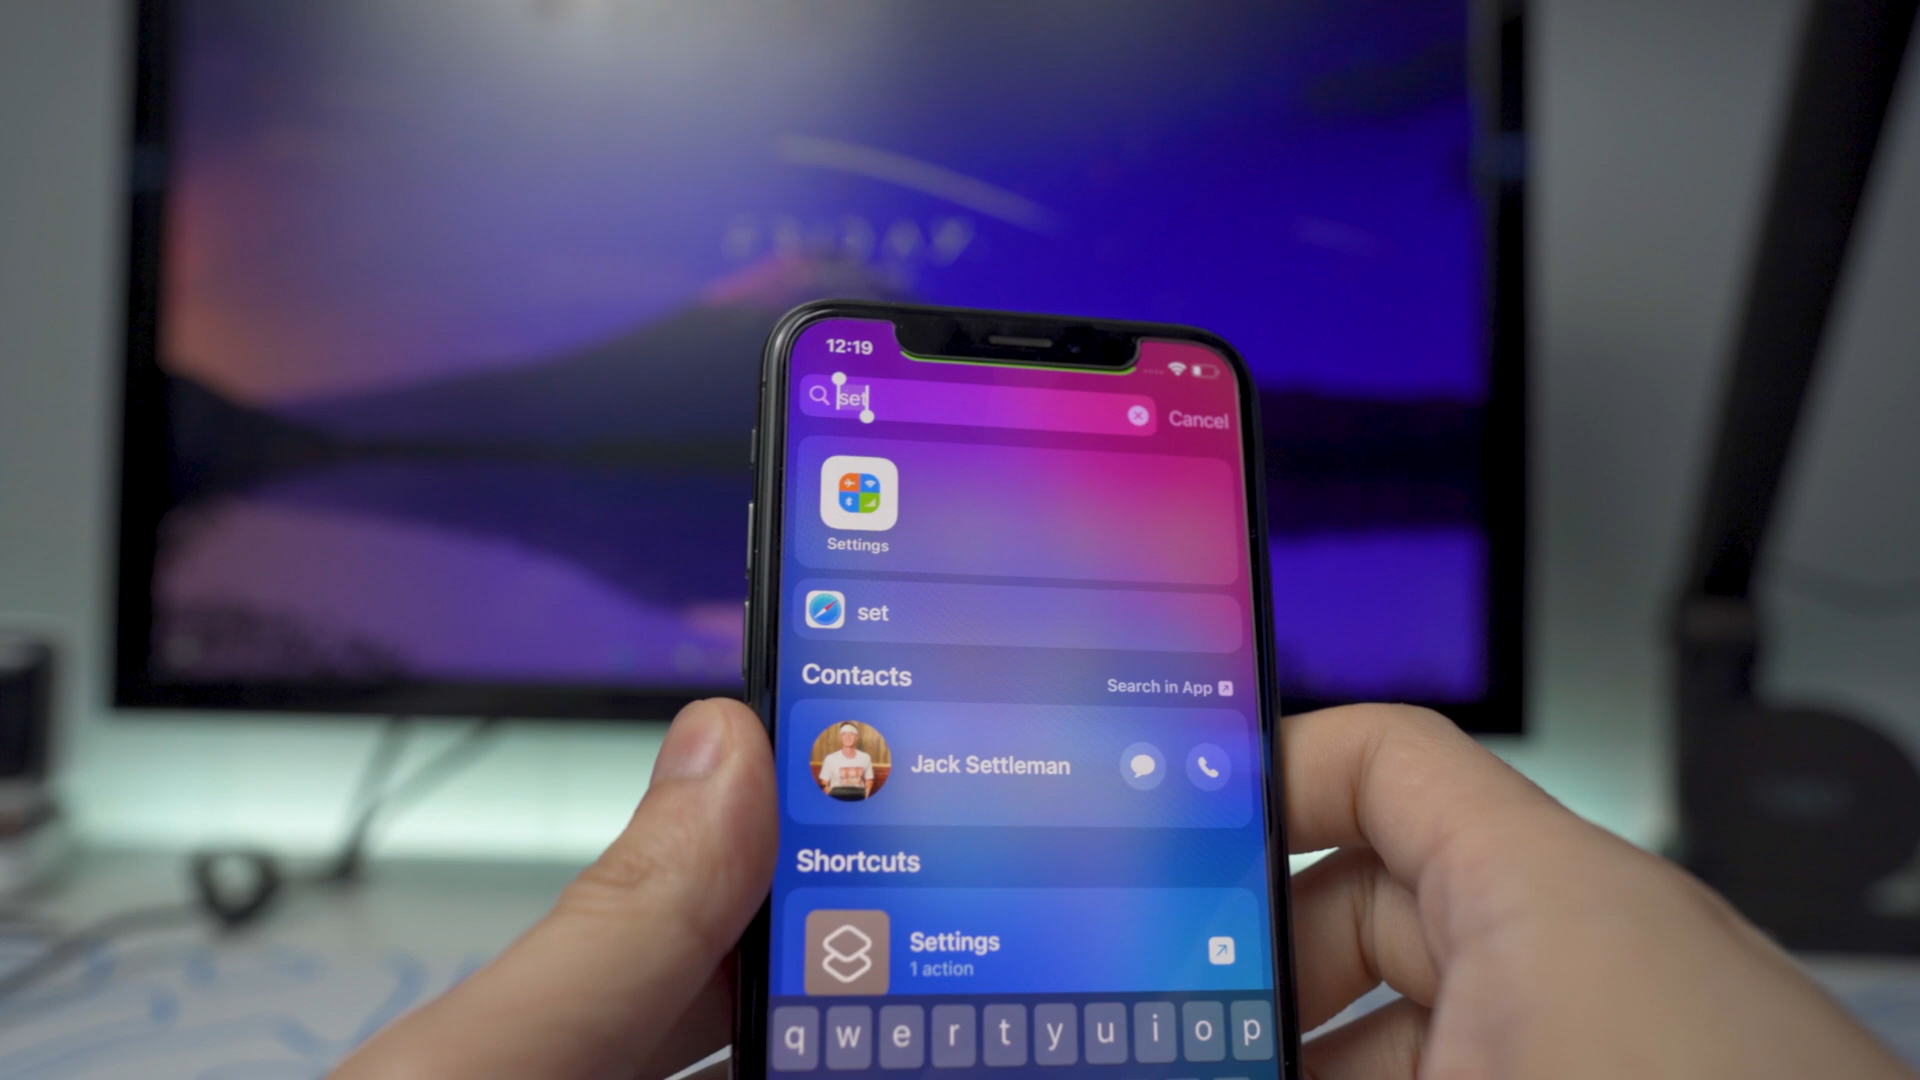 12:19
set
Cancel
Settings
set
Contacts
Search in App
Jack Settleman
Shortcuts
Settings
1 action
q w e r t y u i o p